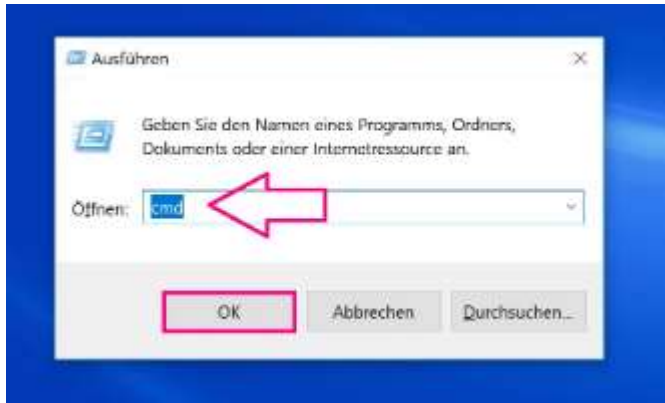 Ausführen
Geben Sie den Namen eines Programms, Ordners,
Dokuments oder einer Internetressource an.
Öffnen: cmd
OK Abbrechen Durchsuchen...